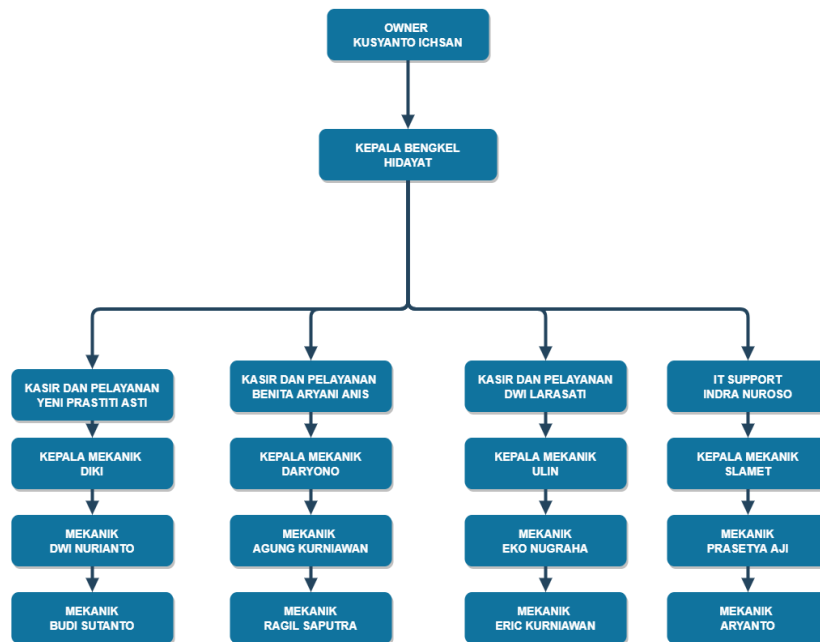 OWNER
KUSYANTO ICHSAN
KEPALA BENGKEL
HIDAYAT
KASIR DAN PELAYANAN
YENI PRASTITI ASTI
KASIR DAN PELAYANAN
BENITA ARYANI ANIS
KASIR DAN PELAYANAN
DWI LARASATI
IT SUPPORT
INDRA NUROSO
KEPALA MEKANIK
DIKI
KEPALA MEKANIK
DARYONO
KEPALA MEKANIK
ULIN
KEPALA MEKANIK
SLAMET
MEKANIK
DWI NURIANTO
MEKANIK
AGUNG KURNIAWAN
MEKANIK
EKO NUGRAHA
MEKANIK
PRASETYA AJI
MEKANIK
BUDI SUTANTO
MEKANIK
RAGIL SAPUTRA
MEKANIK
ERIC KURNIAWAN
MEKANIK
ARYANTO